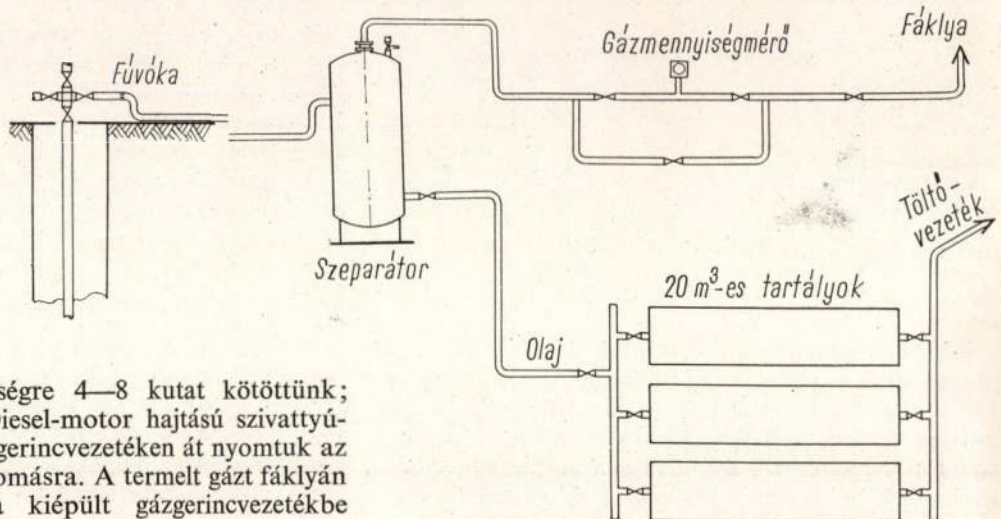 Fúvóka
Gázmennyiségmérő
Fáklya
Szeparátor
Töltő-
vezeték
20 m³-es tartályok
Olaj
ségre 4—8 kutat kötöttünk;
Diesel-motor hajtású szivattyú-
gerincvezetéken át nyomtuk az
omásra. A termelt gázt fáklyán
a kiépült gázgerincvezetékbe